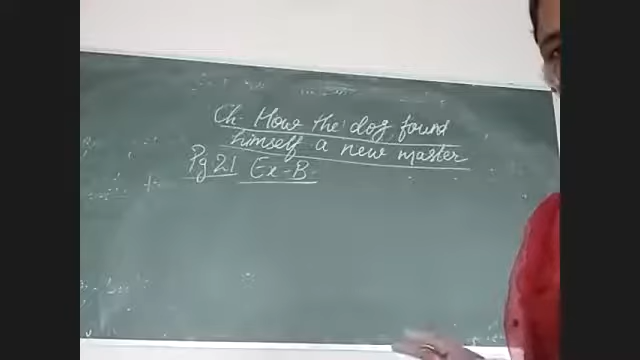 Ch. How the dog found
himself a new master
Pg 21 Ex-B